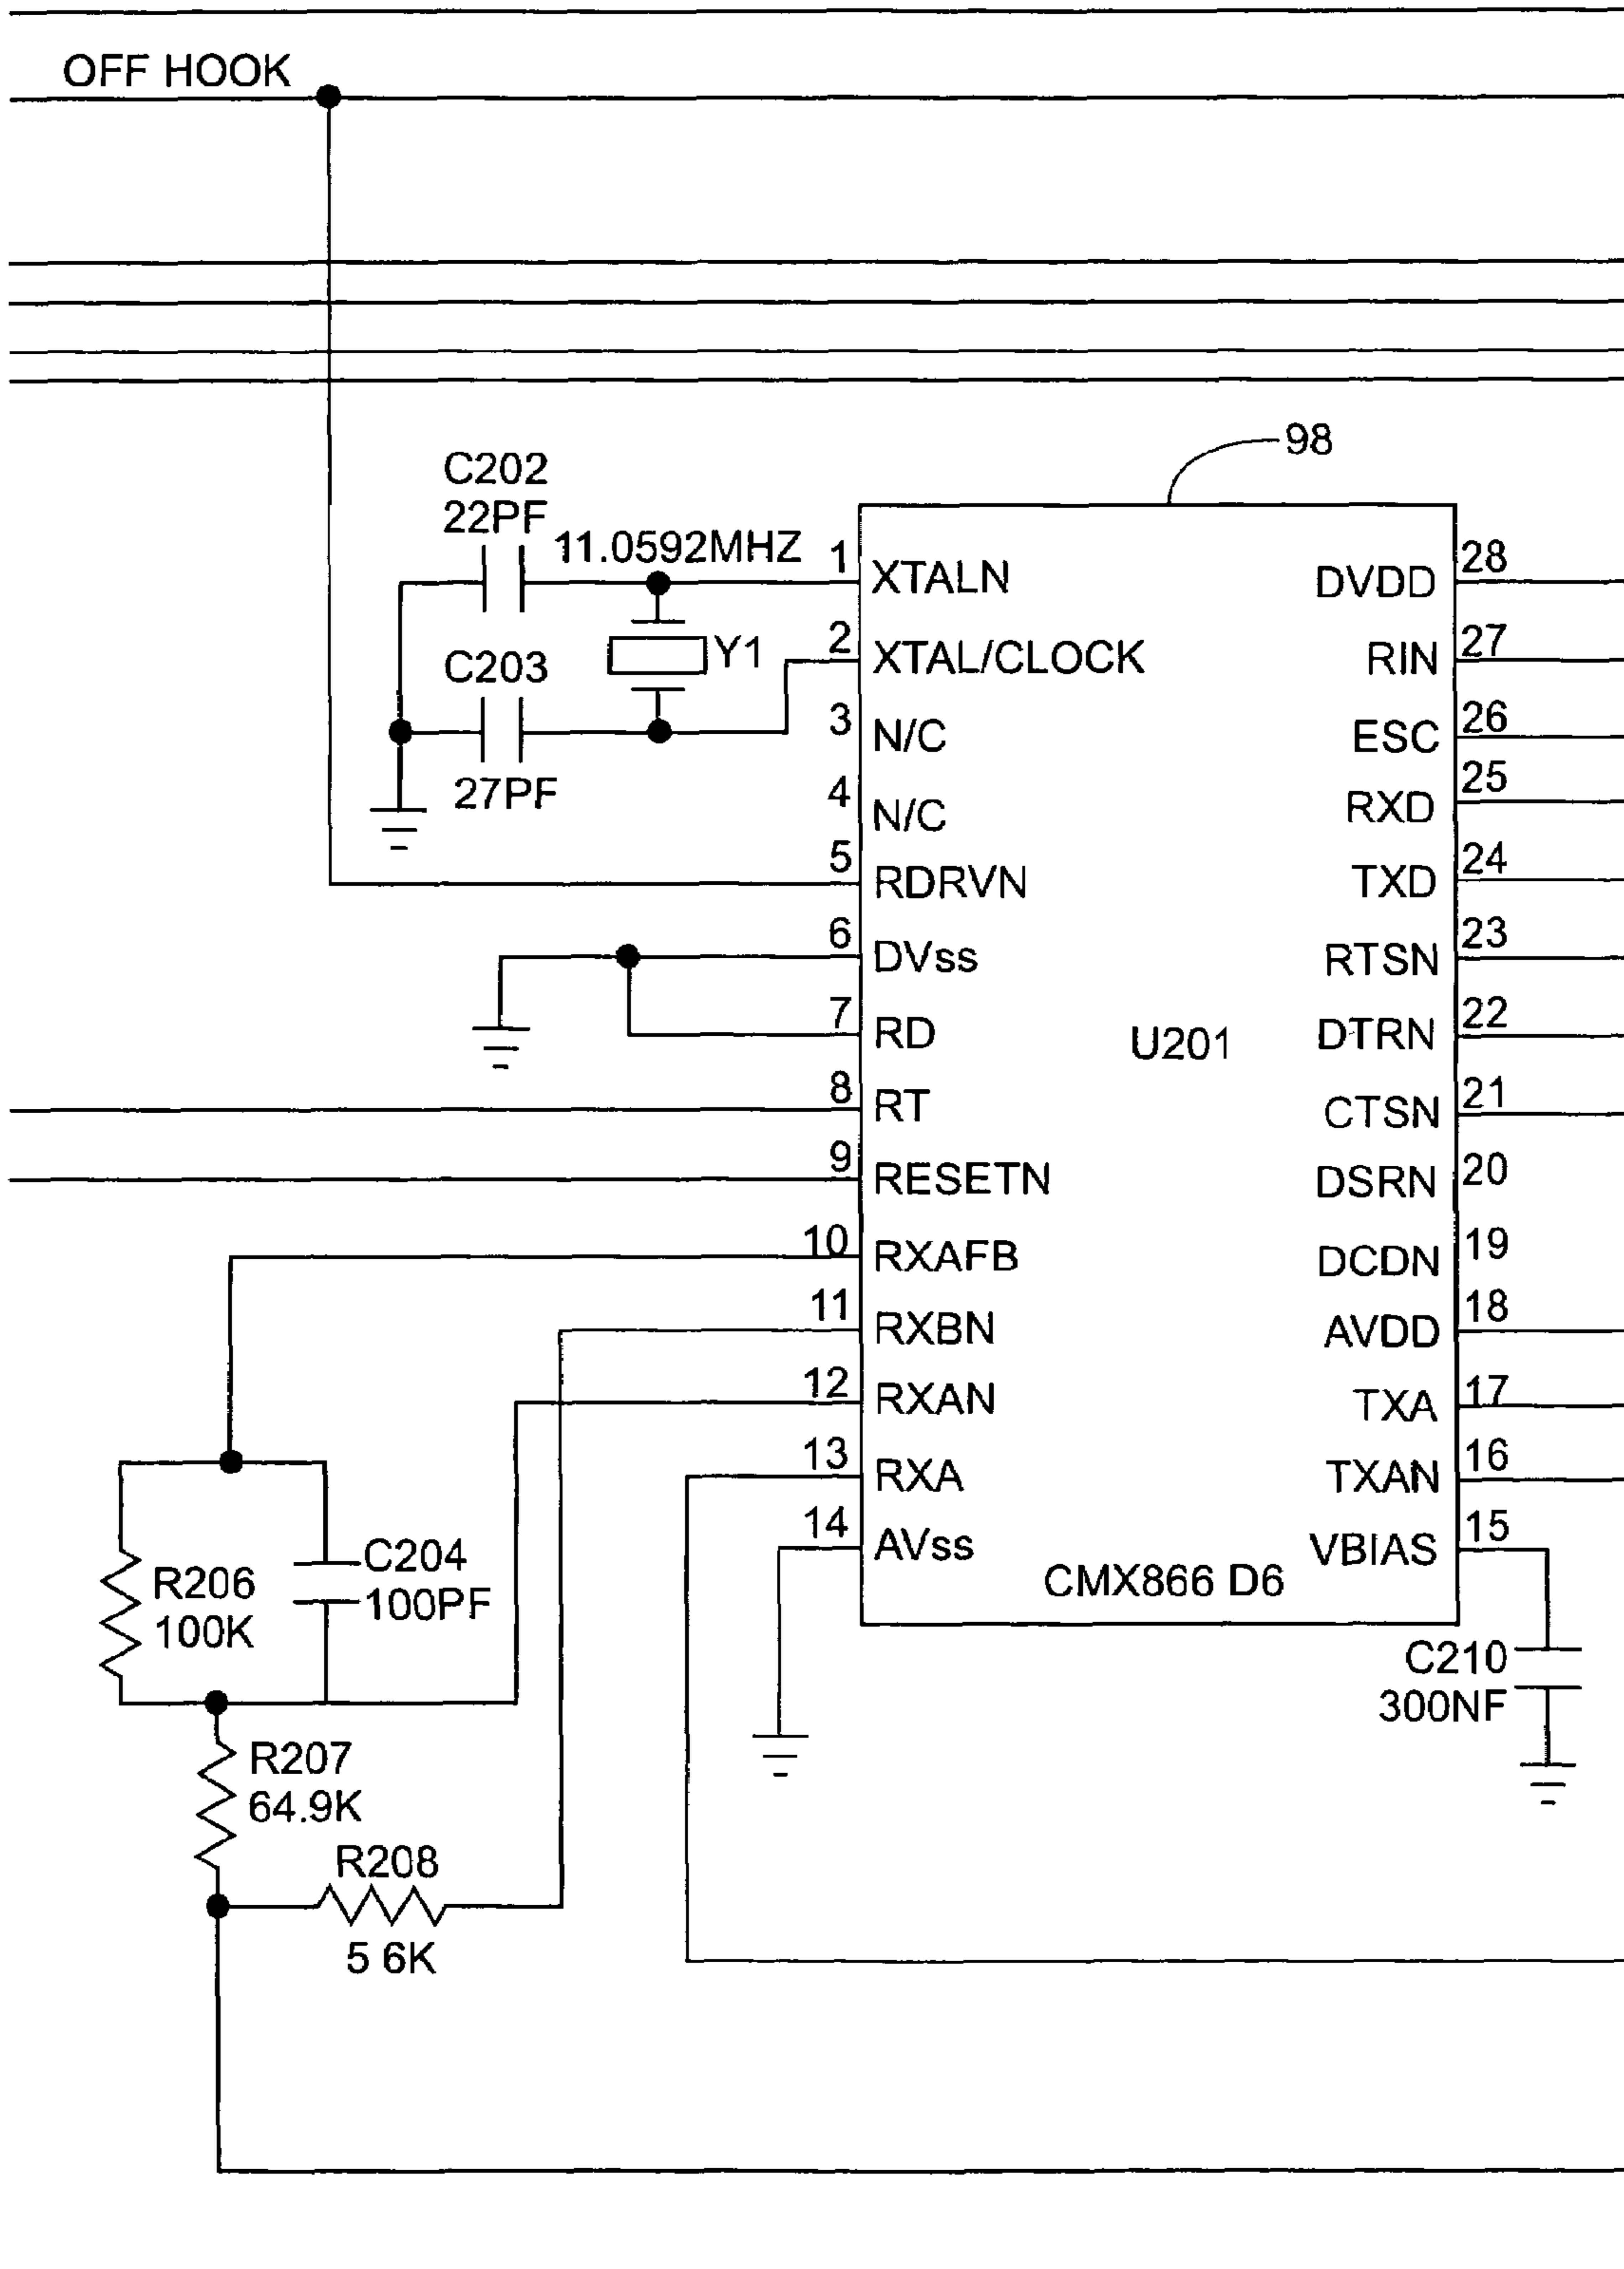 OFF HOOK
98
C202
22PF
11.0592MHZ
Y1
C203
27PF
1 XTALN
2 XTAL/CLOCK
3 N/C
4 N/C
5 RDRVN
6 DVss
7 RD
8 RT
9 RESETN
10 RXAFB
11 RXBN
12 RXAN
13 RXA
14 AVss
U201
CMX866 D6
DVDD 28
RIN 27
ESC 26
RXD 25
TXD 24
RTSN 23
DTRN 22
CTSN 21
DSRN 20
DCDN 19
AVDD 18
TXA 17
TXAN 16
VBIAS 15
R206
100K
C204
100PF
C210
300NF
R207
64.9K
R208
5 6K